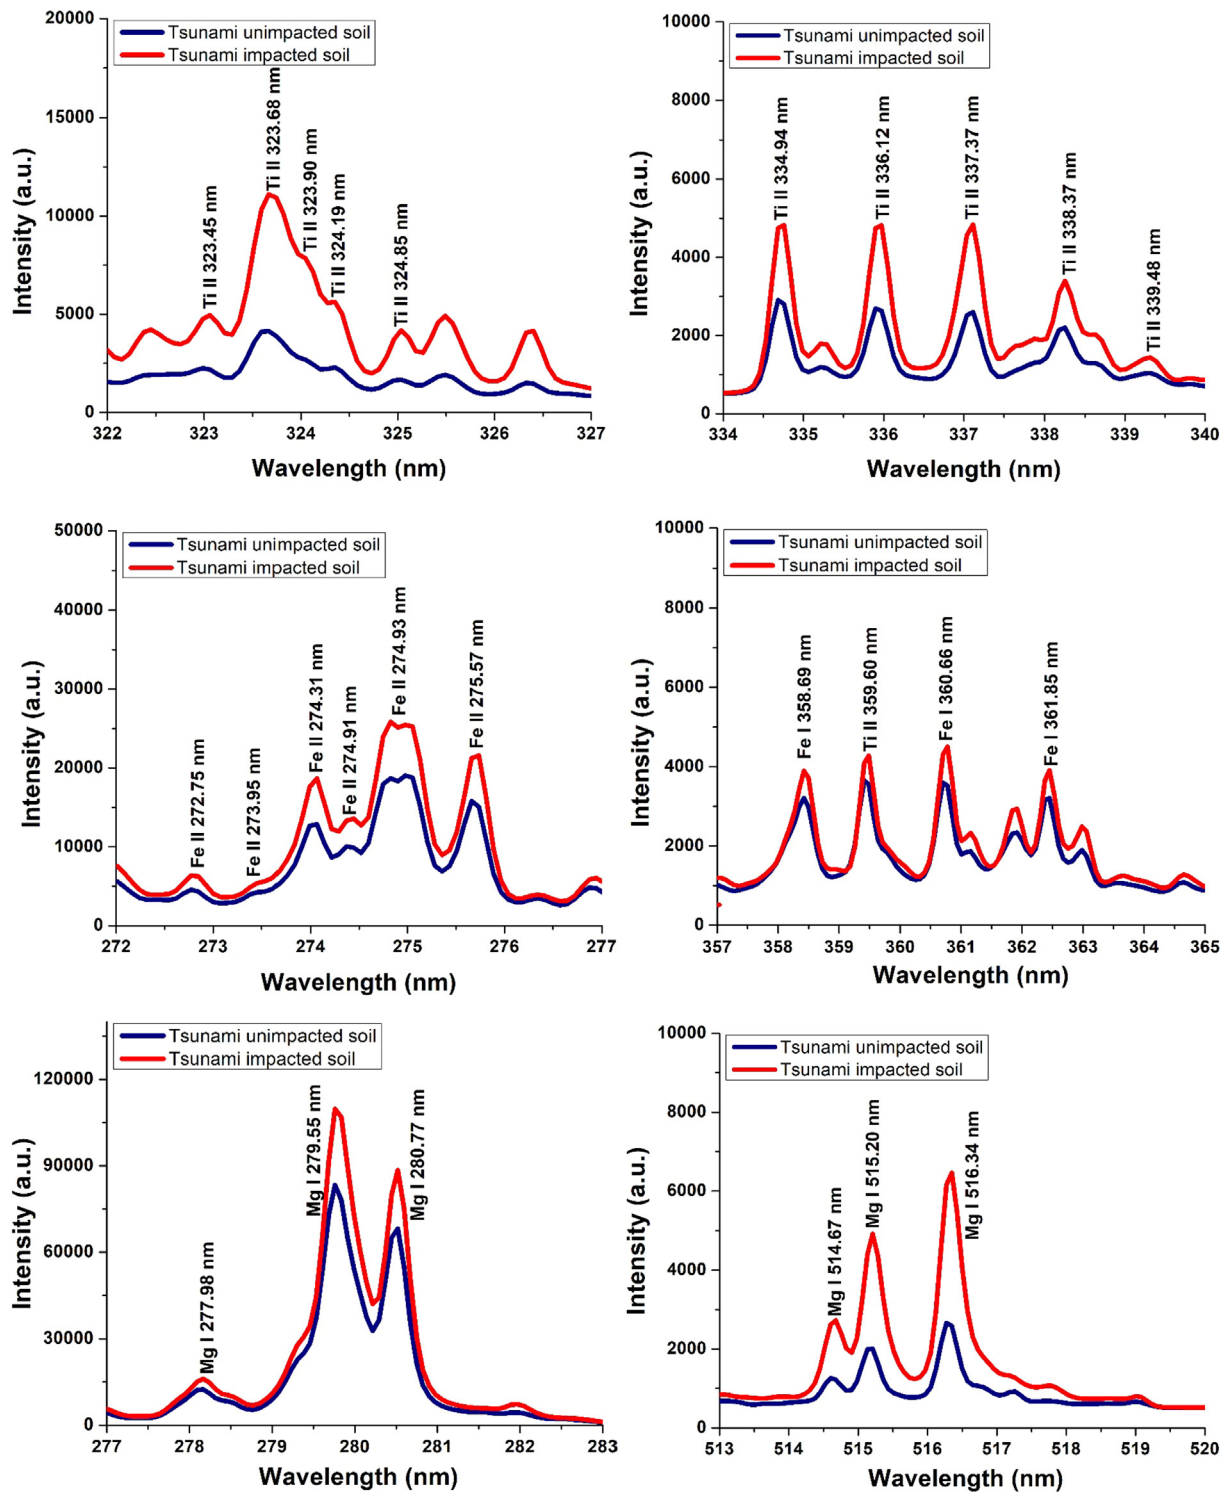 Tsunami unimpacted soil
Tsunami impacted soil
Ti II 323.45 nm
Ti II 323.68 nm
Ti II 323.90 nm
Ti II 324.19 nm
Ti II 324.85 nm
Intensity (a.u.)
20000
15000
10000
5000
0
322 323 324 325 326 327
Wavelength (nm)
Tsunami unimpacted soil
Tsunami impacted soil
Ti II 334.94 nm
Ti II 336.12 nm
Ti II 337.37 nm
Ti II 338.37 nm
Ti II 339.48 nm
Intensity (a.u.)
10000
8000
6000
4000
2000
0
334 335 336 337 338 339 340
Wavelength (nm)
Tsunami unimpacted soil
Tsunami impacted soil
Fe II 272.75 nm
Fe II 273.95 nm
Fe II 274.31 nm
Fe II 274.91 nm
Fe II 274.93 nm
Fe II 275.57 nm
Intensity (a.u.)
50000
40000
30000
20000
10000
0
272 273 274 275 276 277
Wavelength (nm)
Tsunami unimpacted soil
Tsunami impacted soil
Fe I 358.69 nm
Ti II 359.60 nm
Fe I 360.66 nm
Fe I 361.85 nm
Intensity (a.u.)
10000
8000
6000
4000
2000
0
357 358 359 360 361 362 363 364 365
Wavelength (nm)
Tsunami unimpacted soil
Tsunami impacted soil
Mg I 277.98 nm
Mg I 279.55 nm
Mg I 280.77 nm
Intensity (a.u.)
120000
90000
60000
30000
0
277 278 279 280 281 282 283
Wavelength (nm)
Tsunami unimpacted soil
Tsunami impacted soil
Mg I 514.67 nm
Mg I 515.20 nm
Mg I 516.34 nm
Intensity (a.u.)
10000
8000
6000
4000
2000
0
513 514 515 516 517 518 519 520
Wavelength (nm)